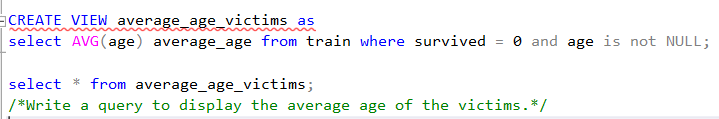 CREATE VIEW average_age_victims as
select AVG(age) average_age from train where survived = 0 and age is not NULL;
select * from average_age_victims;
/*Write a query to display the average age of the victims.*/